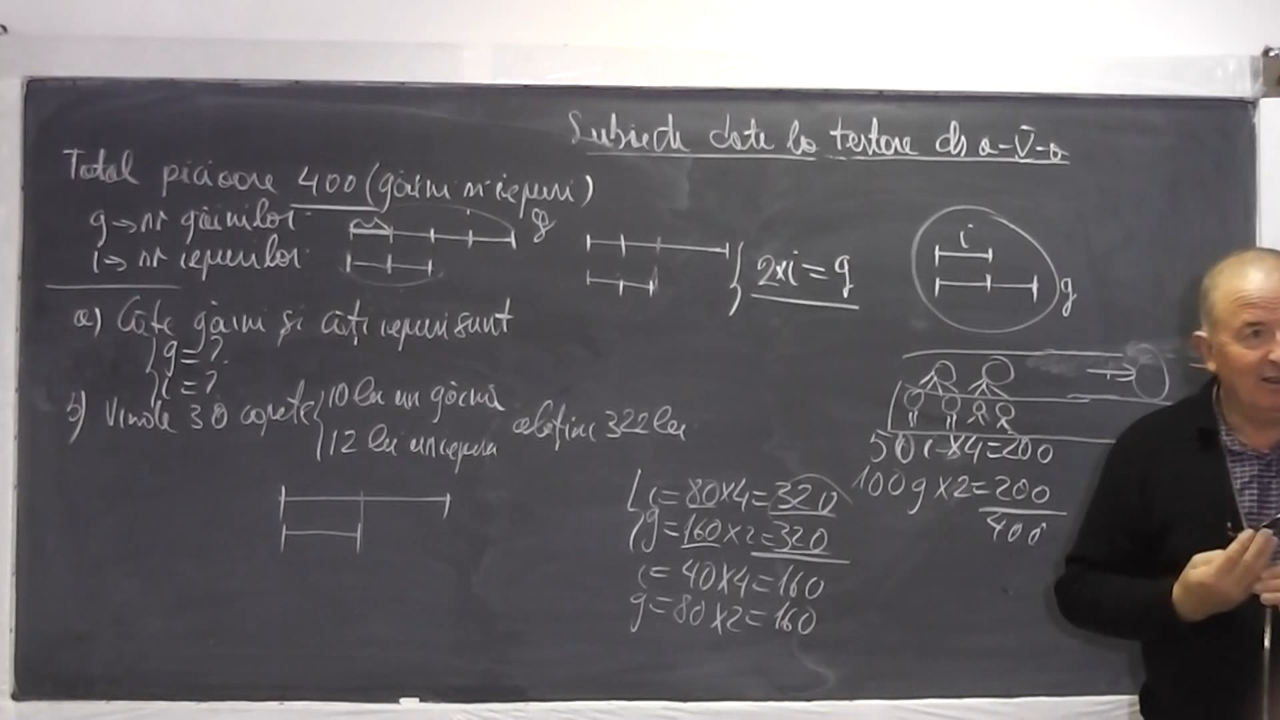 Subiecte date la testare cls a-V-a
Total picioare 400 (găini și iepuri)
g → nr găinilor
i → nr iepurilor
g
2×i = g
i
g
a) Câte găini și câți iepuri sunt
g = ?
i = ?
b) Vinde 30 capete
10 lei un găină
12 lei un iepure
obține 322 lei
50 i × 4 = 200
100 g × 2 = 200
400
i = 80 × 4 = 320
g = 160 × 2 = 320
i = 40 × 4 = 160
g = 80 × 2 = 160